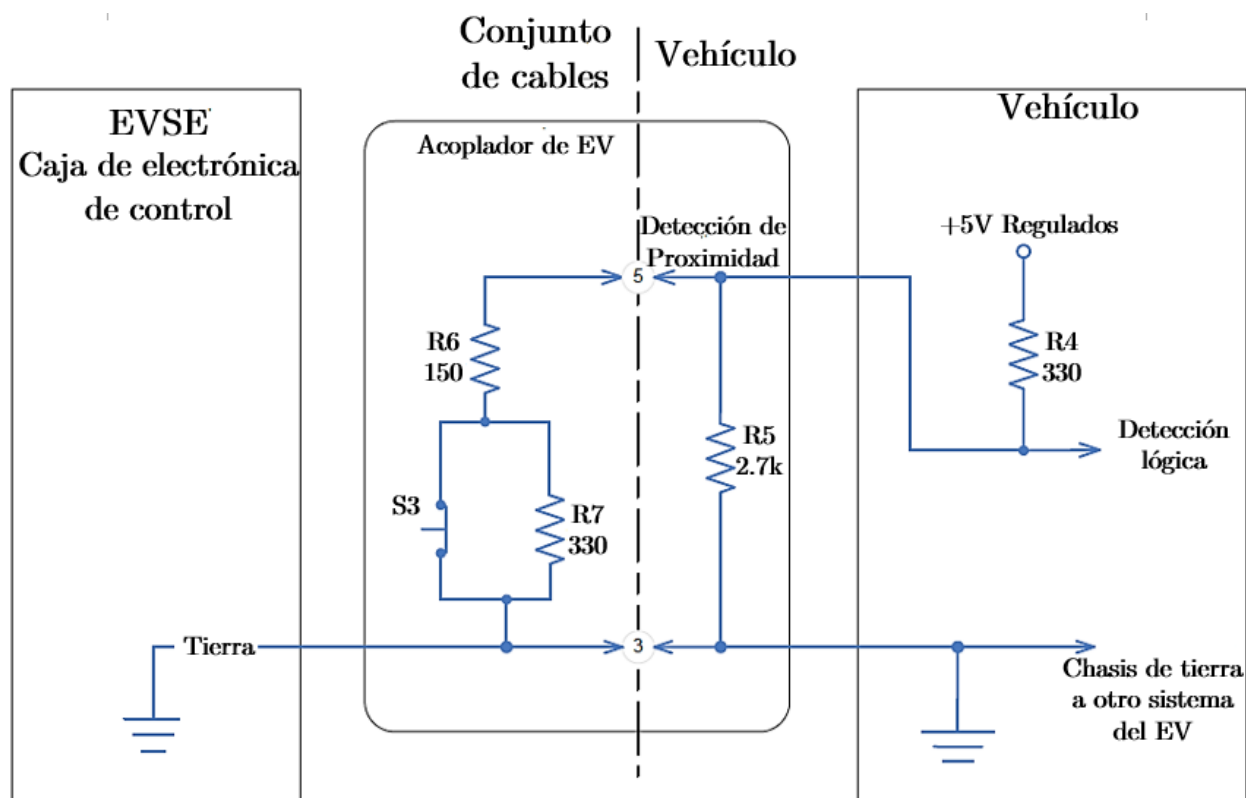 Conjunto
de cables
Vehículo
EVSE
Caja de electrónica
de control
Acoplador de EV
Vehículo
Detección de
Proximidad
+5V Regulados
5
R6
150
R4
330
R5
2.7k
Detección
lógica
S3
R7
330
Tierra
3
Chasis de tierra
a otro sistema
del EV